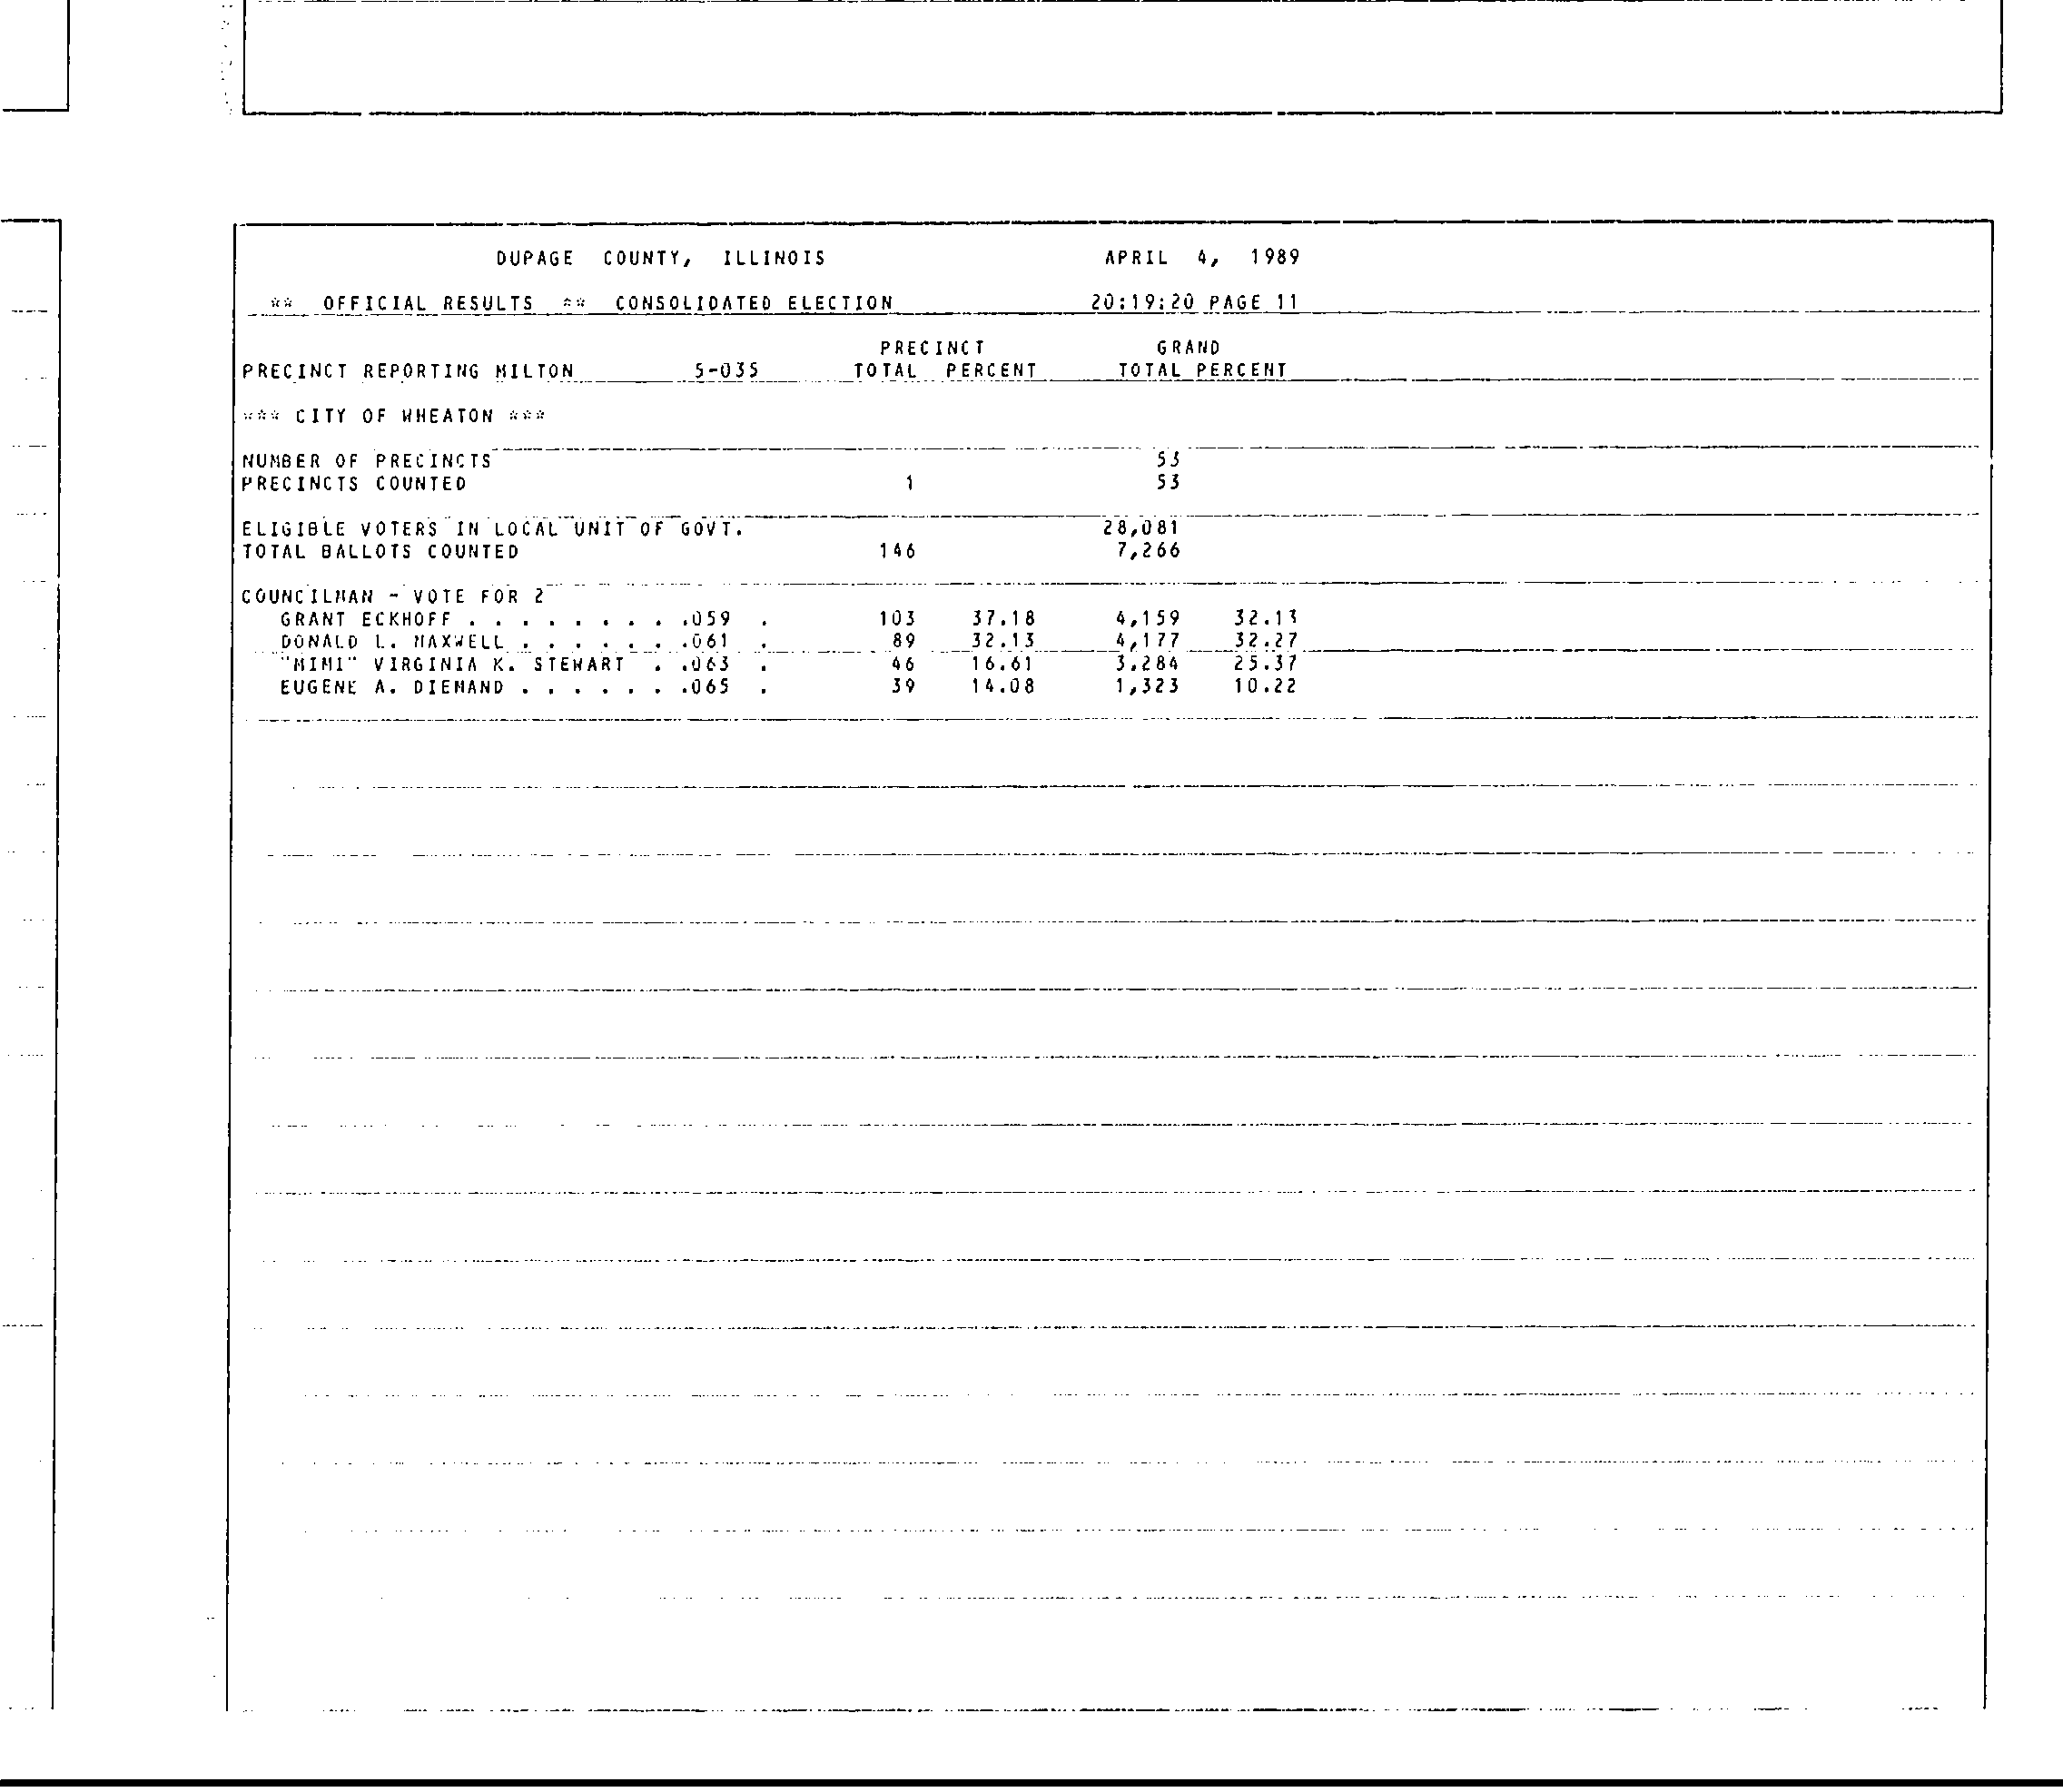 DUPAGE COUNTY, ILLINOIS APRIL 4, 1989
** OFFICIAL RESULTS ** CONSOLIDATED ELECTION 20:19:20 PAGE 11
PRECINCT GRAND
PRECINCT REPORTING MILTON 5-035 TOTAL PERCENT TOTAL PERCENT
*** CITY OF WHEATON ***
NUMBER OF PRECINCTS 53
PRECINCTS COUNTED 1 53
ELIGIBLE VOTERS IN LOCAL UNIT OF GOVT. 28,081
TOTAL BALLOTS COUNTED 146 7,266
COUNCILMAN - VOTE FOR 2
GRANT ECKHOFF . . . . . . . . .059 . 103 37.18 4,159 32.13
DONALD L. MAXWELL . . . . . . .061 . 89 32.13 4,177 32.27
"MIMI" VIRGINIA K. STEWART . .063 . 46 16.61 3,284 25.37
EUGENE A. DIEMAND . . . . . . .065 . 39 14.08 1,323 10.22